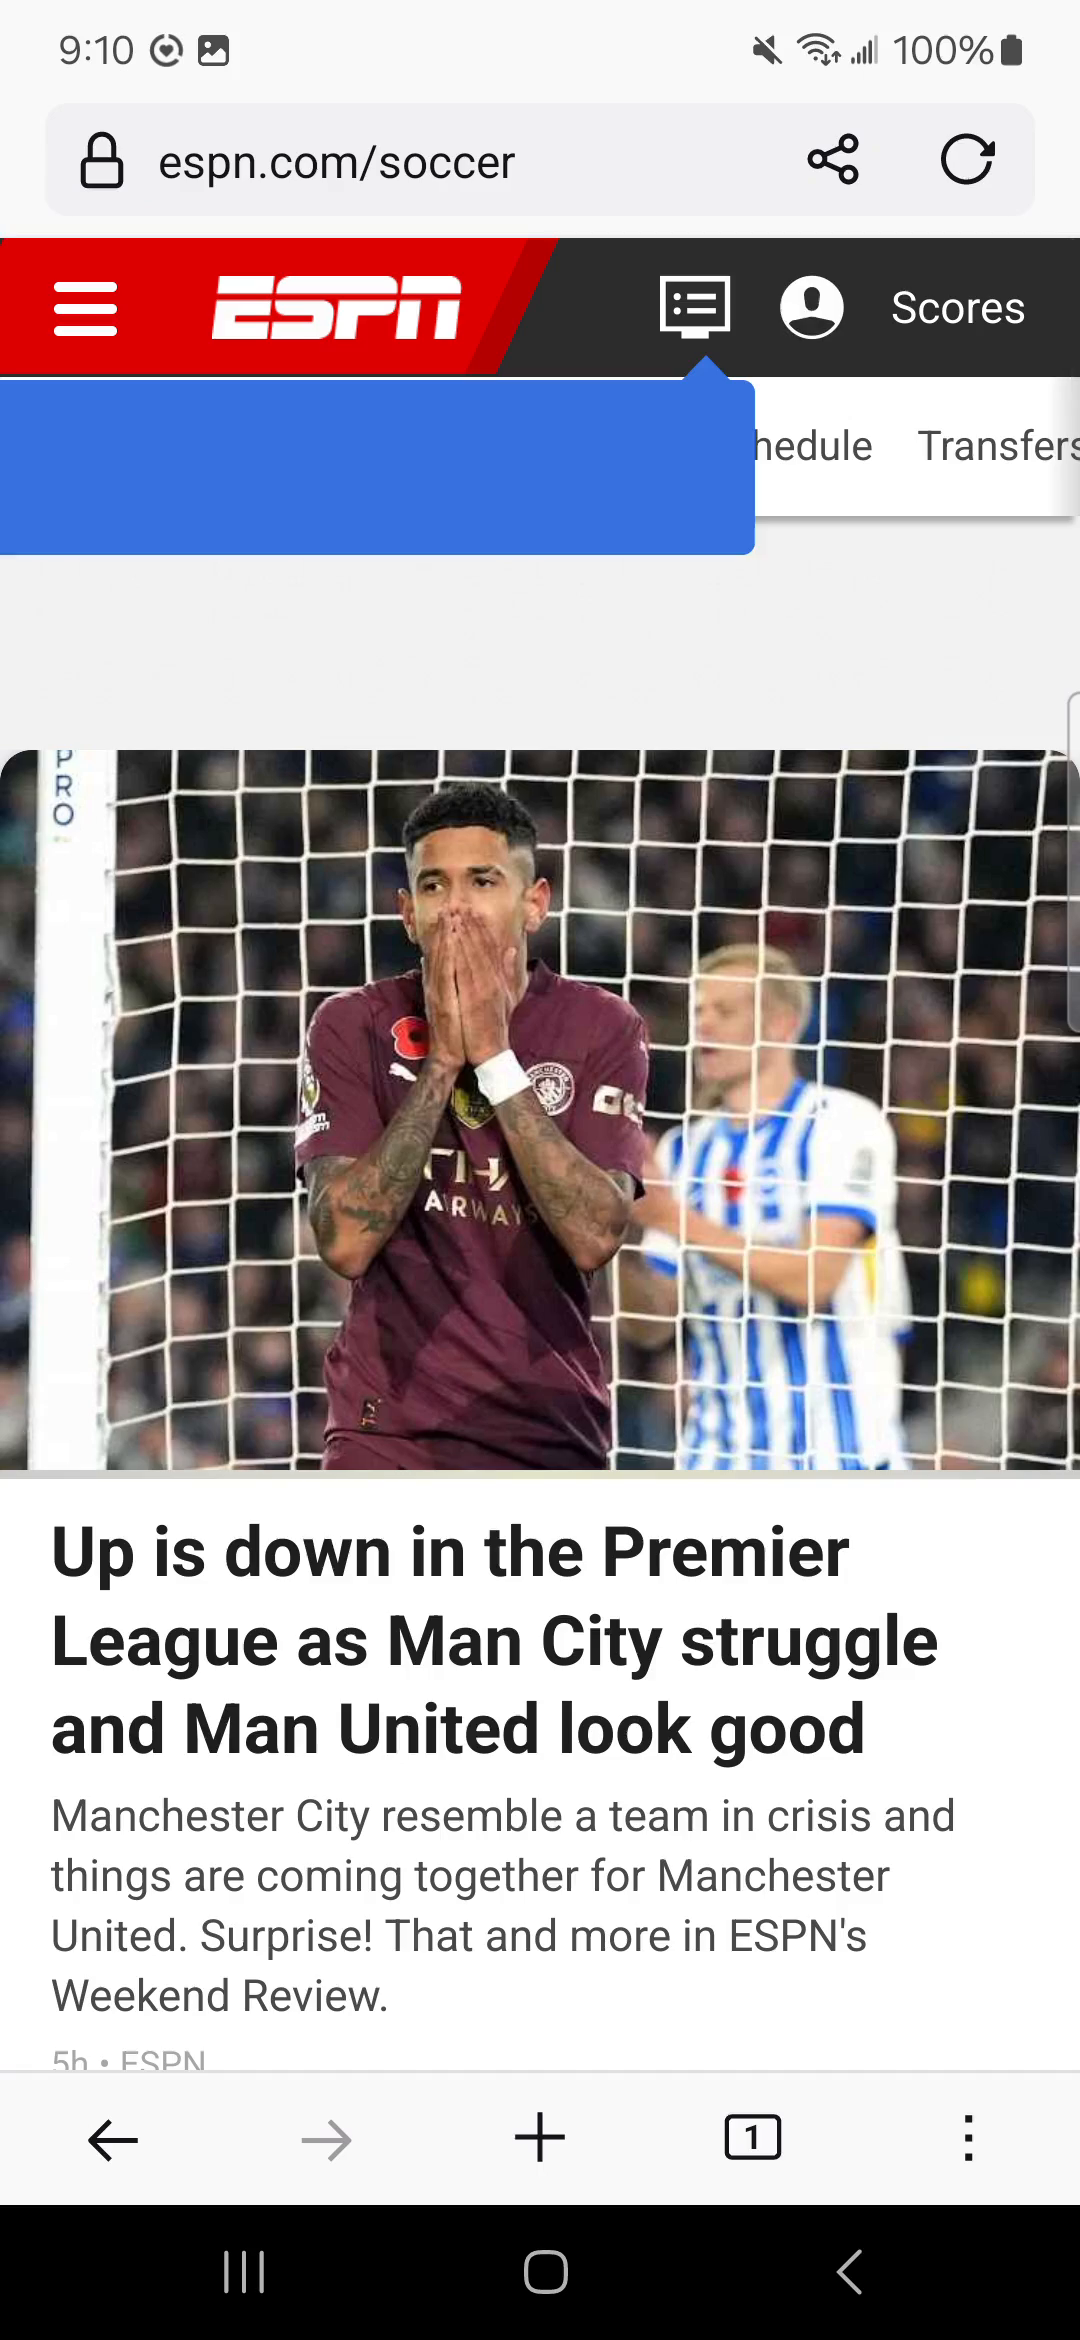 9:10 100%
espn.com/soccer
ESPN Scores
hedule Transfers
P
R
O
AIRWAYS
Up is down in the Premier
League as Man City struggle
and Man United look good
Manchester City resemble a team in crisis and
things are coming together for Manchester
United. Surprise! That and more in ESPN's
Weekend Review.
5h • ESPN
1